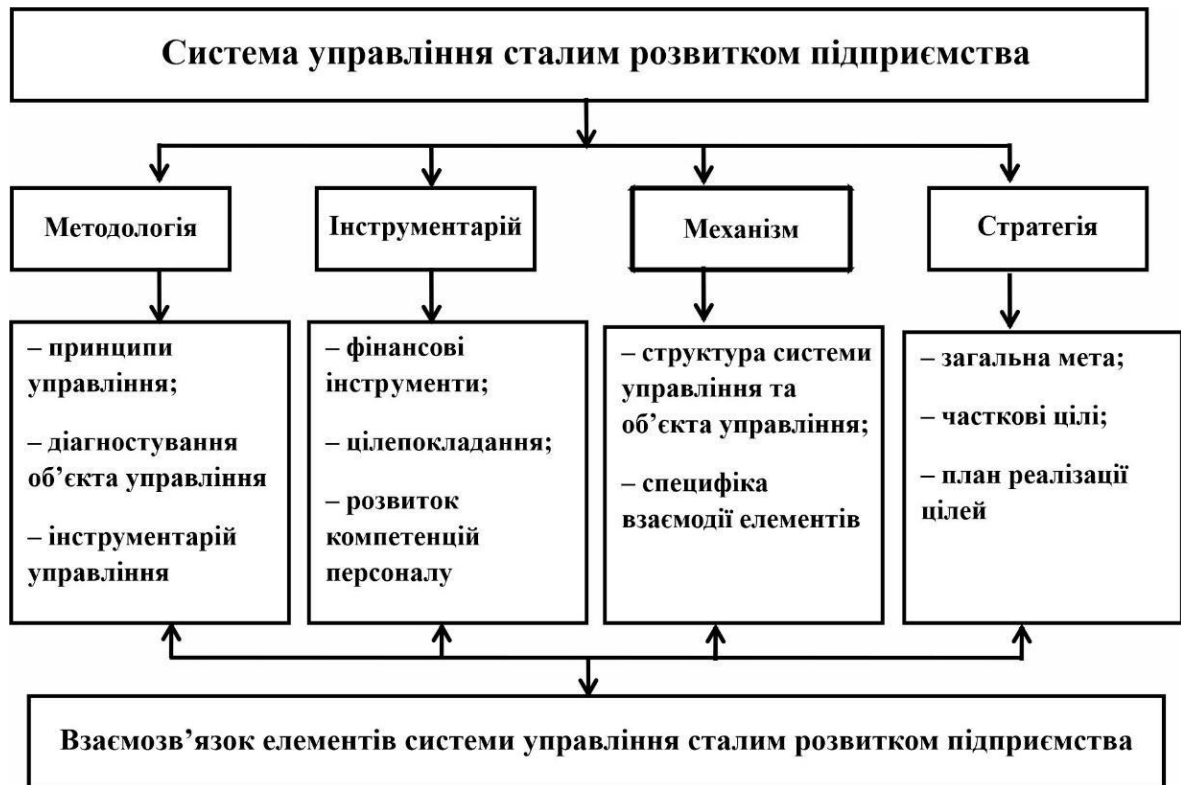 Система управління сталим розвитком підприємства
Методологія
Інструментарій
Механізм
Стратегія
– принципи
управління;
– діагностування
об’єкта управління
– інструментарій
управління
– фінансові
інструменти;
– цілепокладання;
– розвиток
компетенцій
персоналу
– структура системи
управління та
об’єкта управління;
– специфіка
взаємодії елементів
– загальна мета;
– часткові цілі;
– план реалізації
цілей
Взаємозв’язок елементів системи управління сталим розвитком підприємства